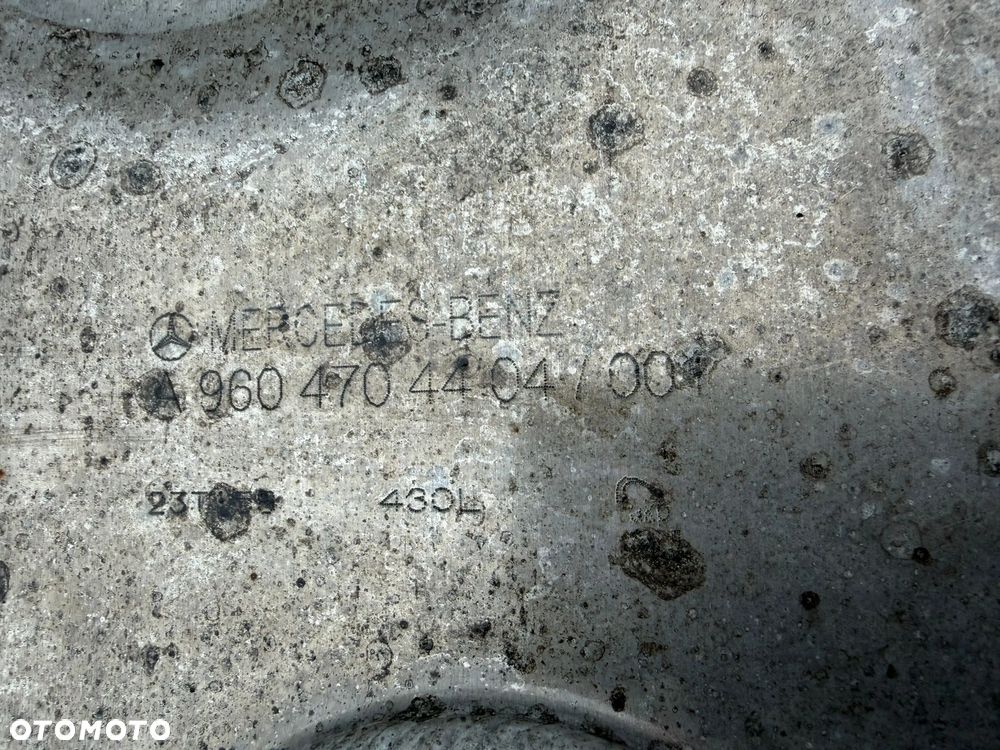 MERCEDES-BENZ
A 960 470 44 04 / 001
430L
OTOMOTO